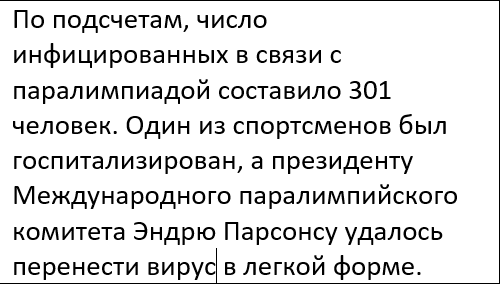 По подсчетам, число
инфицированных в связи с
паралимпиадой составило 301
человек. Один из спортсменов был
госпитализирован, а президенту
Международного паралимпийского
комитета Эндрю Парсонсу удалось
перенести вирус в легкой форме.